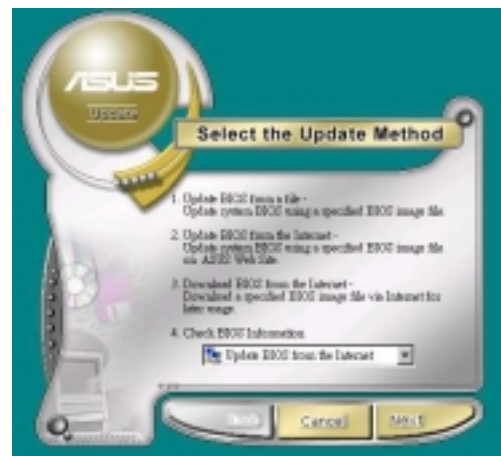 ASUS
Update
Select the Update Method
1. Update BIOS from a file -
Update system BIOS using a specified BIOS image file.
2. Update BIOS from the Internet -
Update system BIOS using a specified BIOS image file
on ASUS Web Site.
3. Download BIOS from the Internet -
Download a specified BIOS image file via Internet for
later usage.
4. Check BIOS Information
Update BIOS from the Internet
Cancel
Next